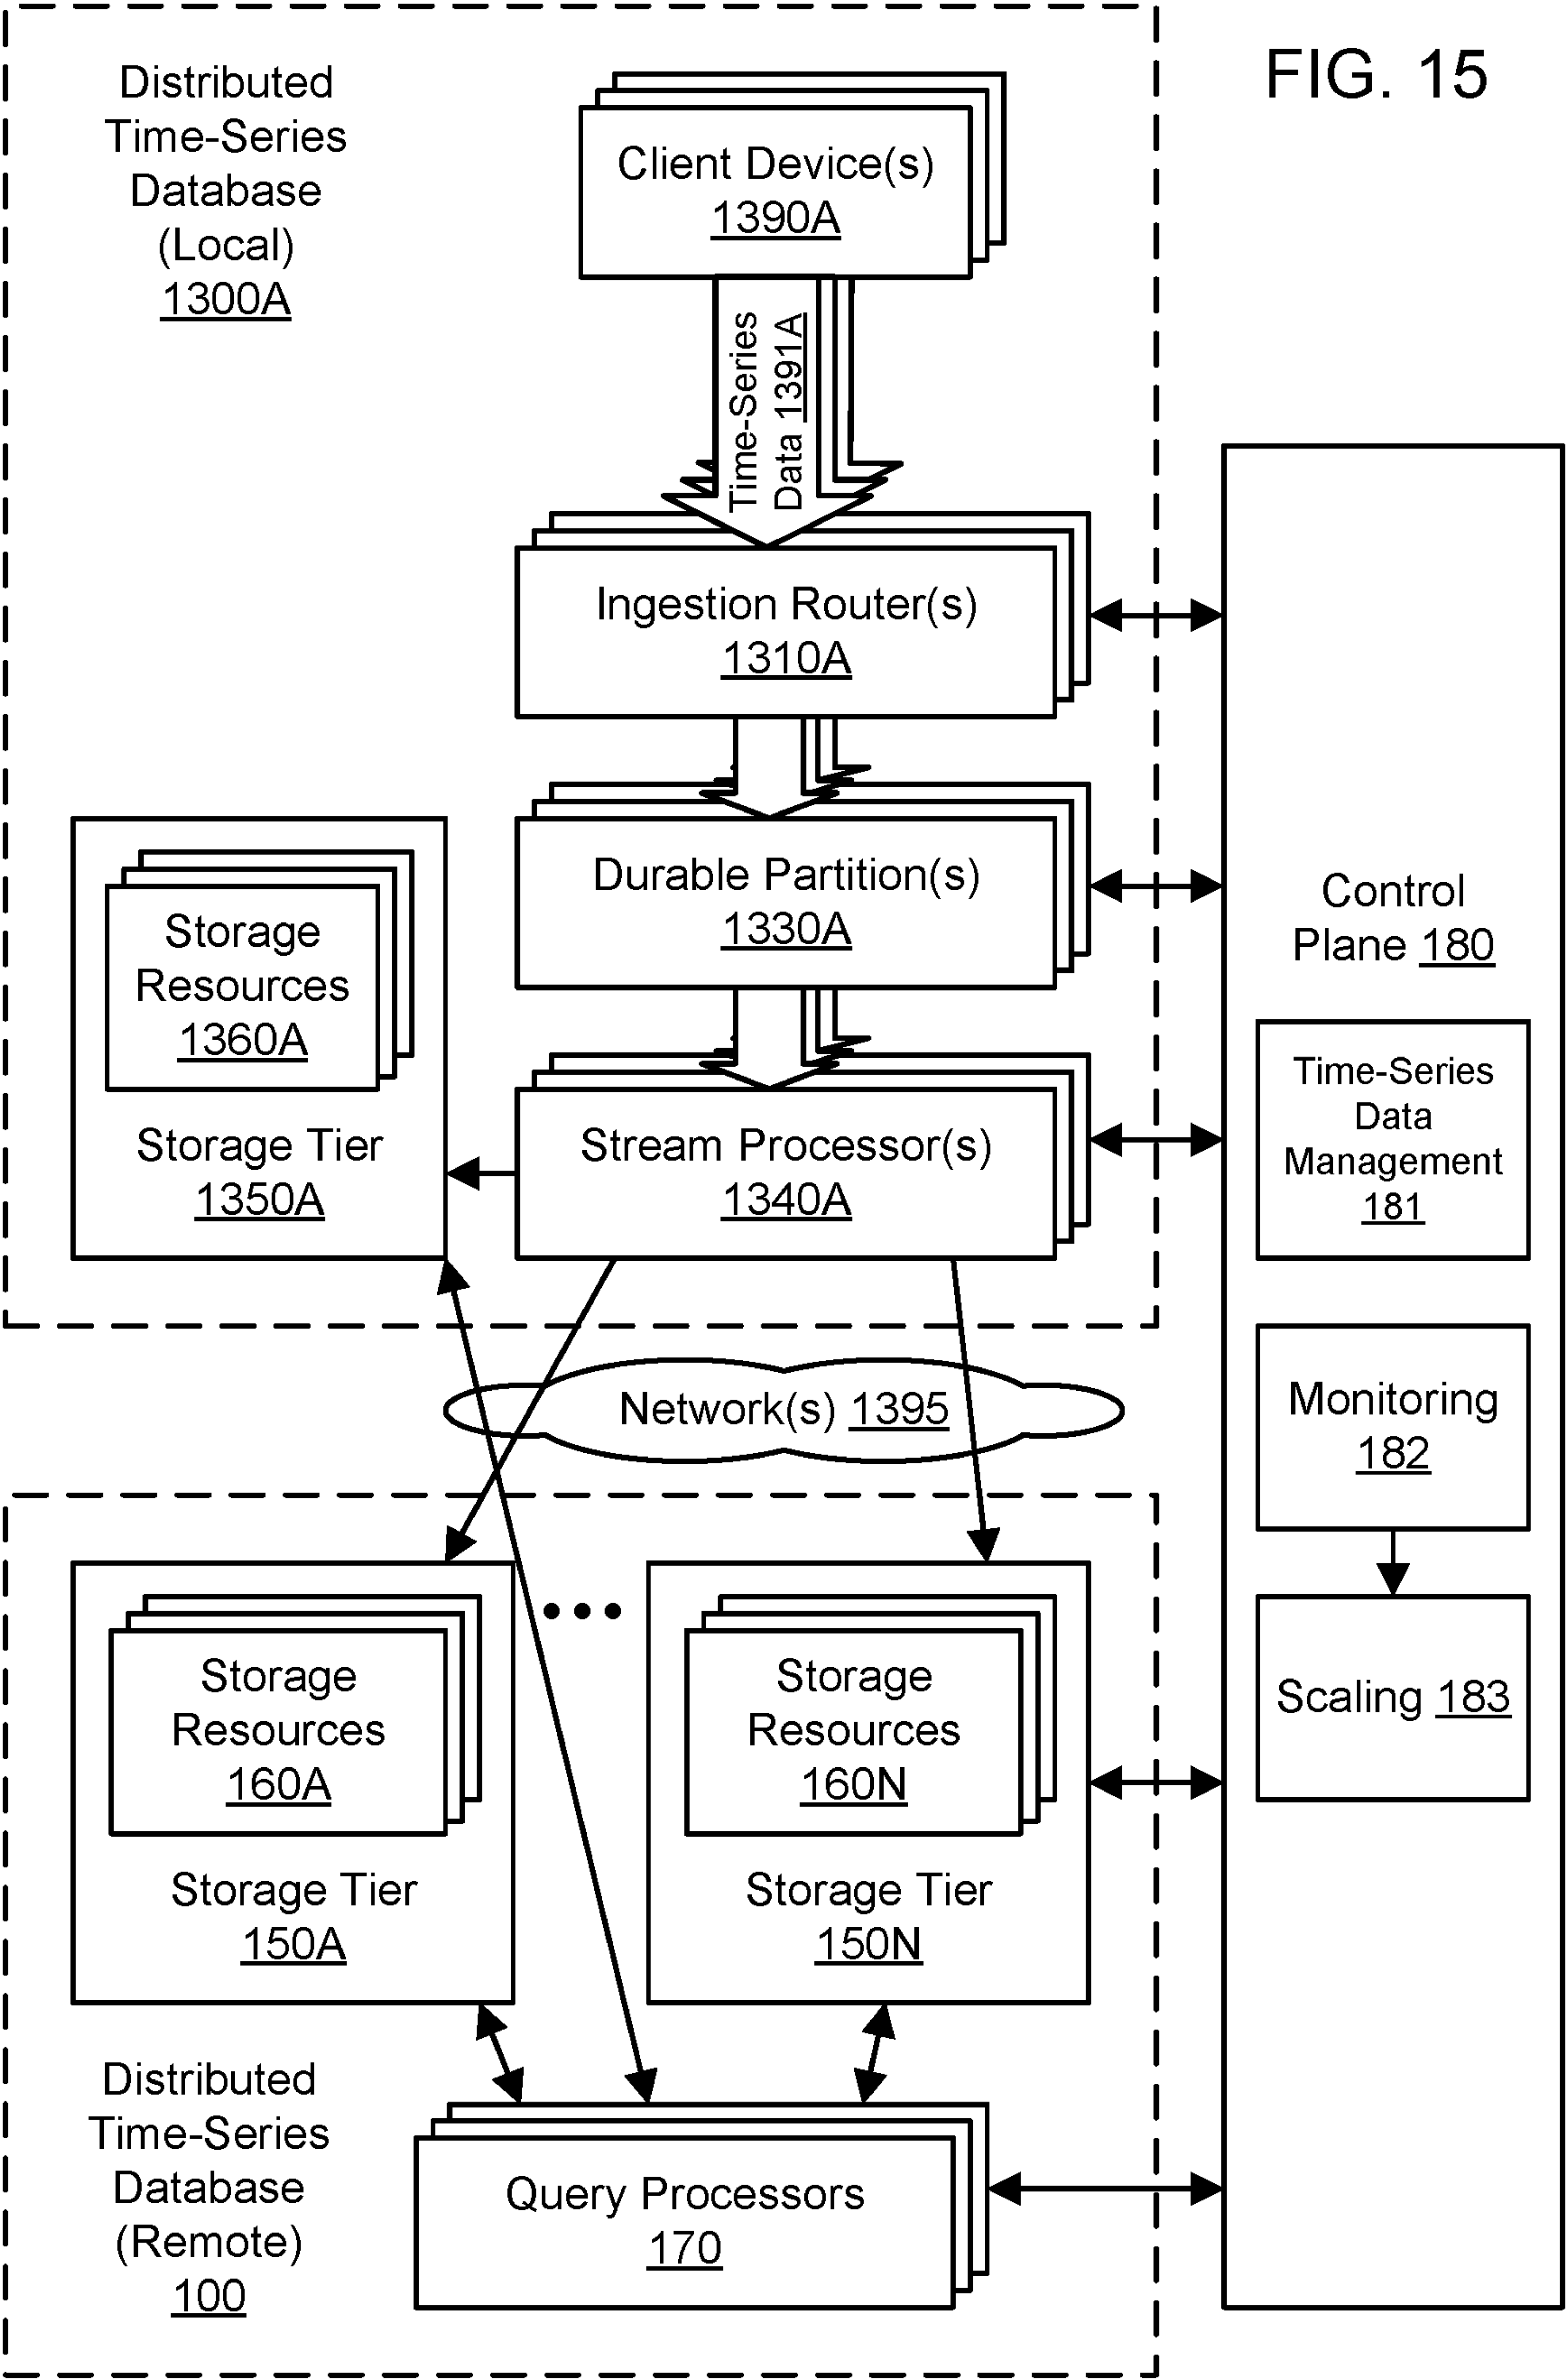 FIG. 15
Distributed
Time-Series
Database
(Local)
1300A
Client Device(s)
1390A
Time-Series
Data 1391A
Ingestion Router(s)
1310A
Durable Partition(s)
1330A
Storage
Resources
1360A
Storage Tier
1350A
Stream Processor(s)
1340A
Control
Plane 180
Time-Series
Data
Management
181
Monitoring
182
Scaling 183
Network(s) 1395
Storage
Resources
160A
Storage Tier
150A
Storage
Resources
160N
Storage Tier
150N
Distributed
Time-Series
Database
(Remote)
100
Query Processors
170